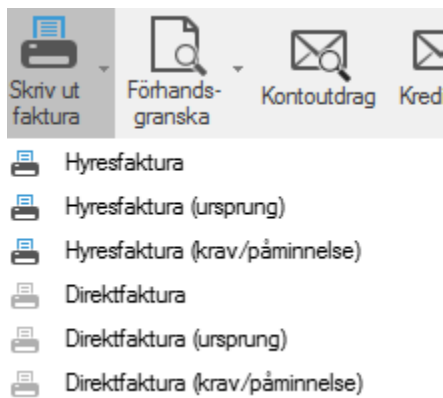 Skriv ut
faktura
Förhands-
granska
Kontoutdrag
Hyresfaktura
Hyresfaktura (ursprung)
Hyresfaktura (krav/påminnelse)
Direktfaktura
Direktfaktura (ursprung)
Direktfaktura (krav/påminnelse)